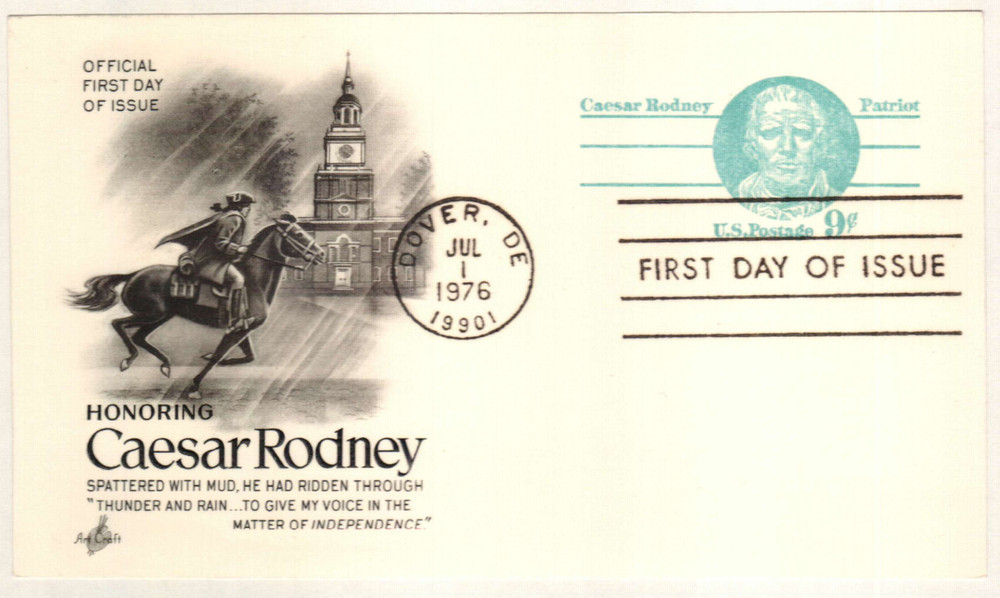 OFFICIAL
FIRST DAY
OF ISSUE
Caesar Rodney Patriot
U.S. Postage 9¢
DOVER, DE
JUL
1
1976
19901
FIRST DAY OF ISSUE
HONORING
Caesar Rodney
SPATTERED WITH MUD, HE HAD RIDDEN THROUGH
"THUNDER AND RAIN...TO GIVE MY VOICE IN THE
MATTER OF INDEPENDENCE."
Art Craft